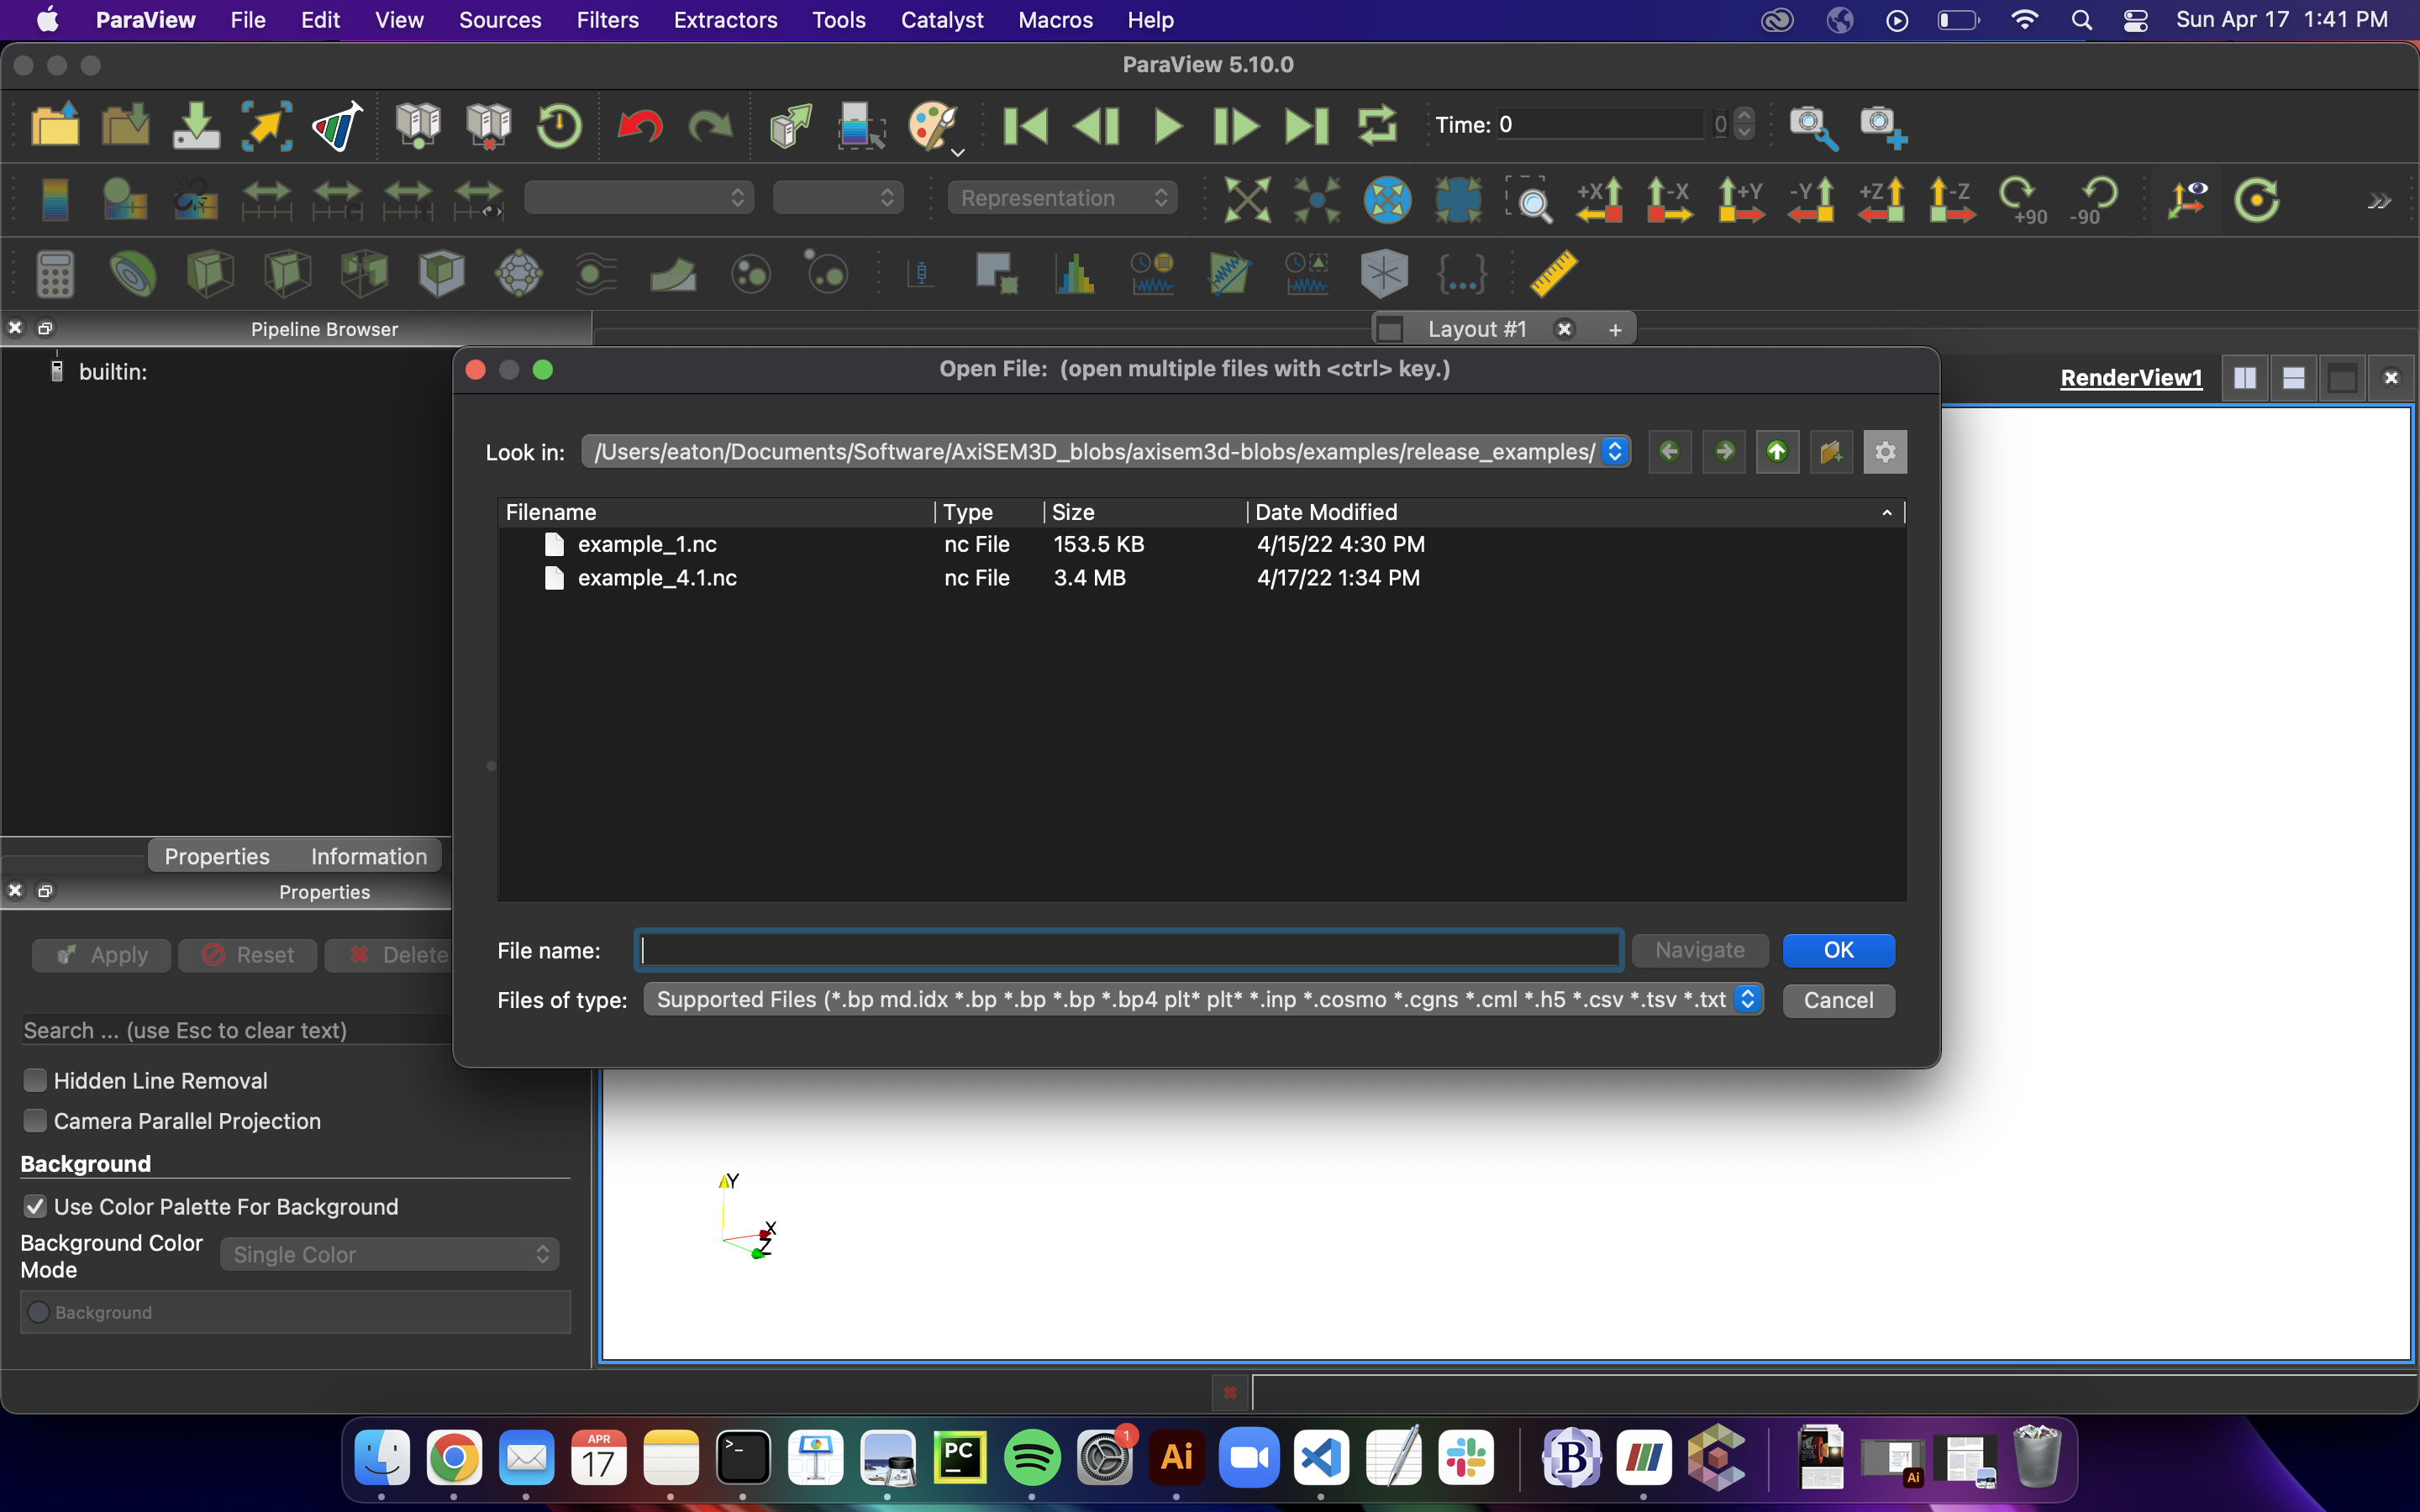 ParaView File Edit View Sources Filters Extractors Tools Catalyst Macros Help Sun Apr 17 1:41 PM
ParaView 5.10.0
Time: 0 0
Representation +X -X +Y -Y +Z -Z +90 -90
Pipeline Browser Layout #1 +
builtin:
Open File: (open multiple files with <ctrl> key.)
RenderView1
Look in: /Users/eaton/Documents/Software/AxiSEM3D_blobs/axisem3d-blobs/examples/release_examples/
Filename Type Size Date Modified
example_1.nc nc File 153.5 KB 4/15/22 4:30 PM
example_4.1.nc nc File 3.4 MB 4/17/22 1:34 PM
Properties Information
Properties
File name: Navigate OK
Apply Reset Delete
Files of type: Supported Files (*.bp md.idx *.bp *.bp *.bp *.bp4 plt* plt* *.inp *.cosmo *.cgns *.cml *.h5 *.csv *.tsv *.txt Cancel
Search ... (use Esc to clear text)
Hidden Line Removal
Camera Parallel Projection
Background
Use Color Palette For Background
Background Color Mode Single Color
Background
Y
X
Z
APR
17
>_
PC
1
Ai
B
Ai